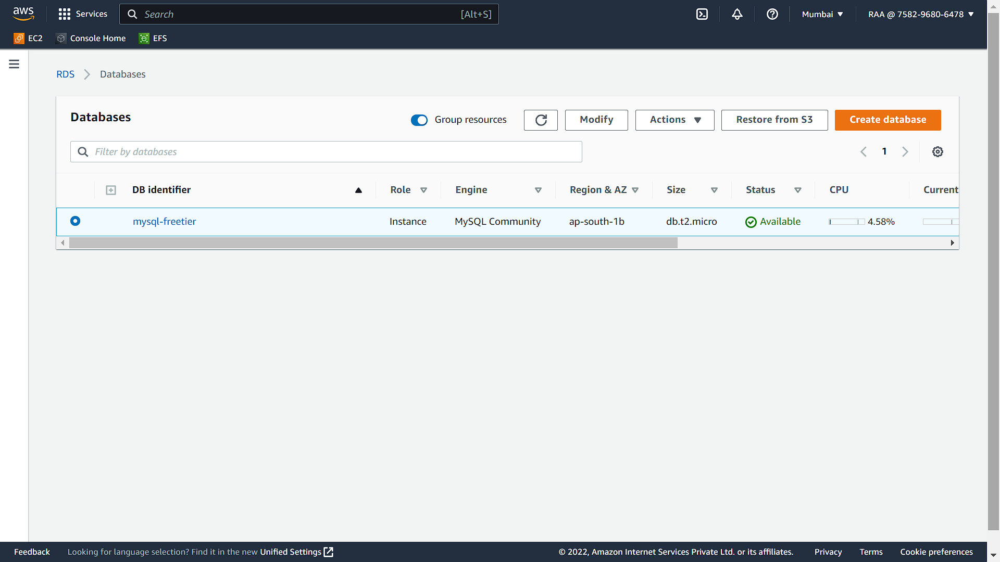 aws
Services
Search
[Alt+S]
Mumbai
RAA @ 7582-9680-6478
EC2
Console Home
EFS
RDS
Databases
Databases
Group resources
Modify
Actions
Restore from S3
Create database
Filter by databases
1
DB identifier
Role
Engine
Region & AZ
Size
Status
CPU
Current
mysql-freetier
Instance
MySQL Community
ap-south-1b
db.t2.micro
Available
4.58%
Feedback
Looking for language selection? Find it in the new Unified Settings
© 2022, Amazon Internet Services Private Ltd. or its affiliates.
Privacy
Terms
Cookie preferences